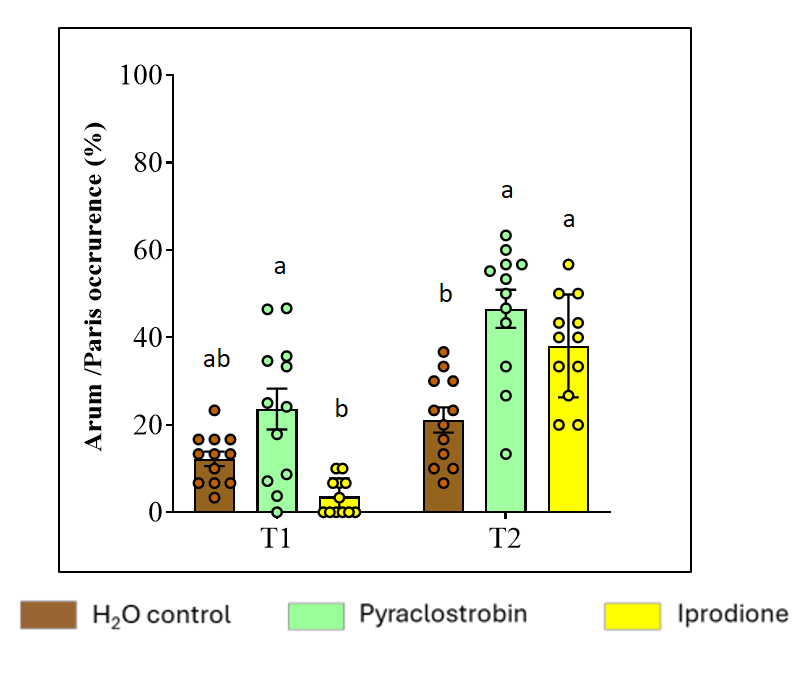 100
80
60
40
20
0
Arum /Paris occrurence (%)
ab
a
b
b
a
a
T1
T2
H₂O control
Pyraclostrobin
Iprodione